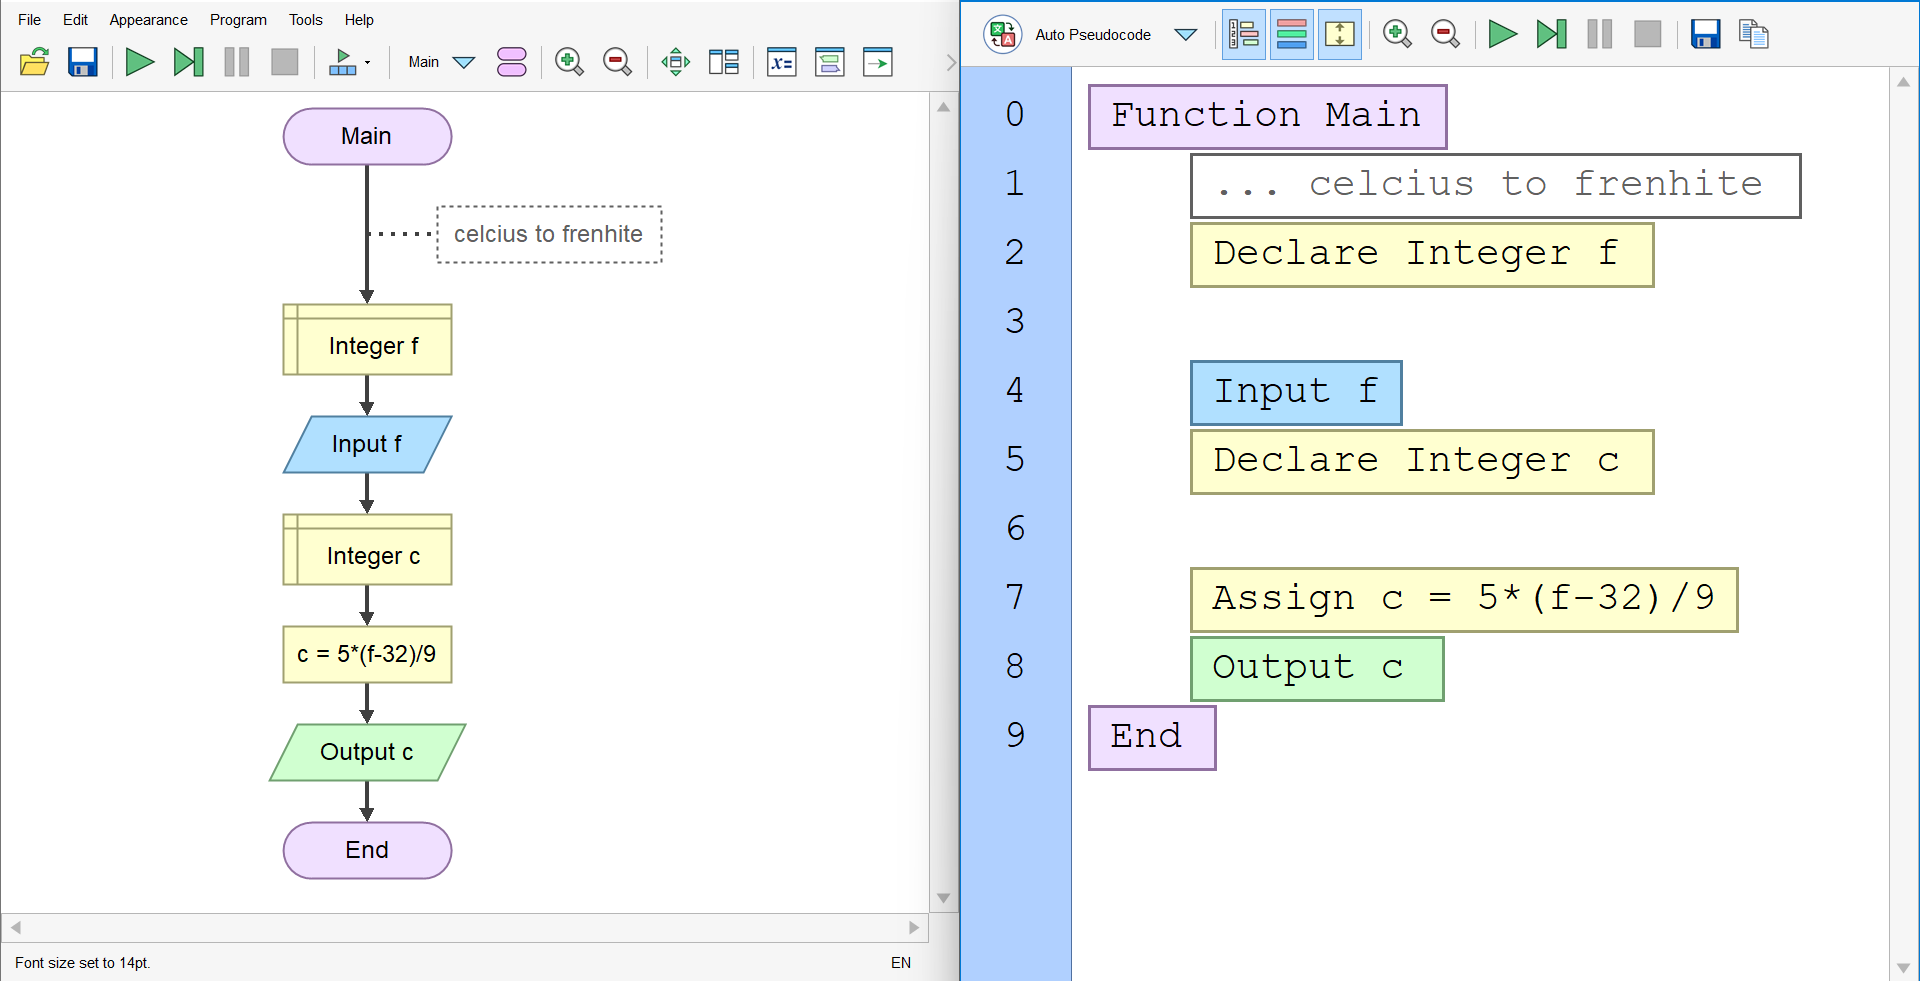 File Edit Appearance Program Tools Help
Main
Main
celcius to frenhite
Integer f
Input f
Integer c
c = 5*(f-32)/9
Output c
End
Font size set to 14pt.
EN
Auto Pseudocode
0 Function Main
1 ... celcius to frenhite
2 Declare Integer f
3
4 Input f
5 Declare Integer c
6
7 Assign c = 5*(f-32)/9
8 Output c
9 End